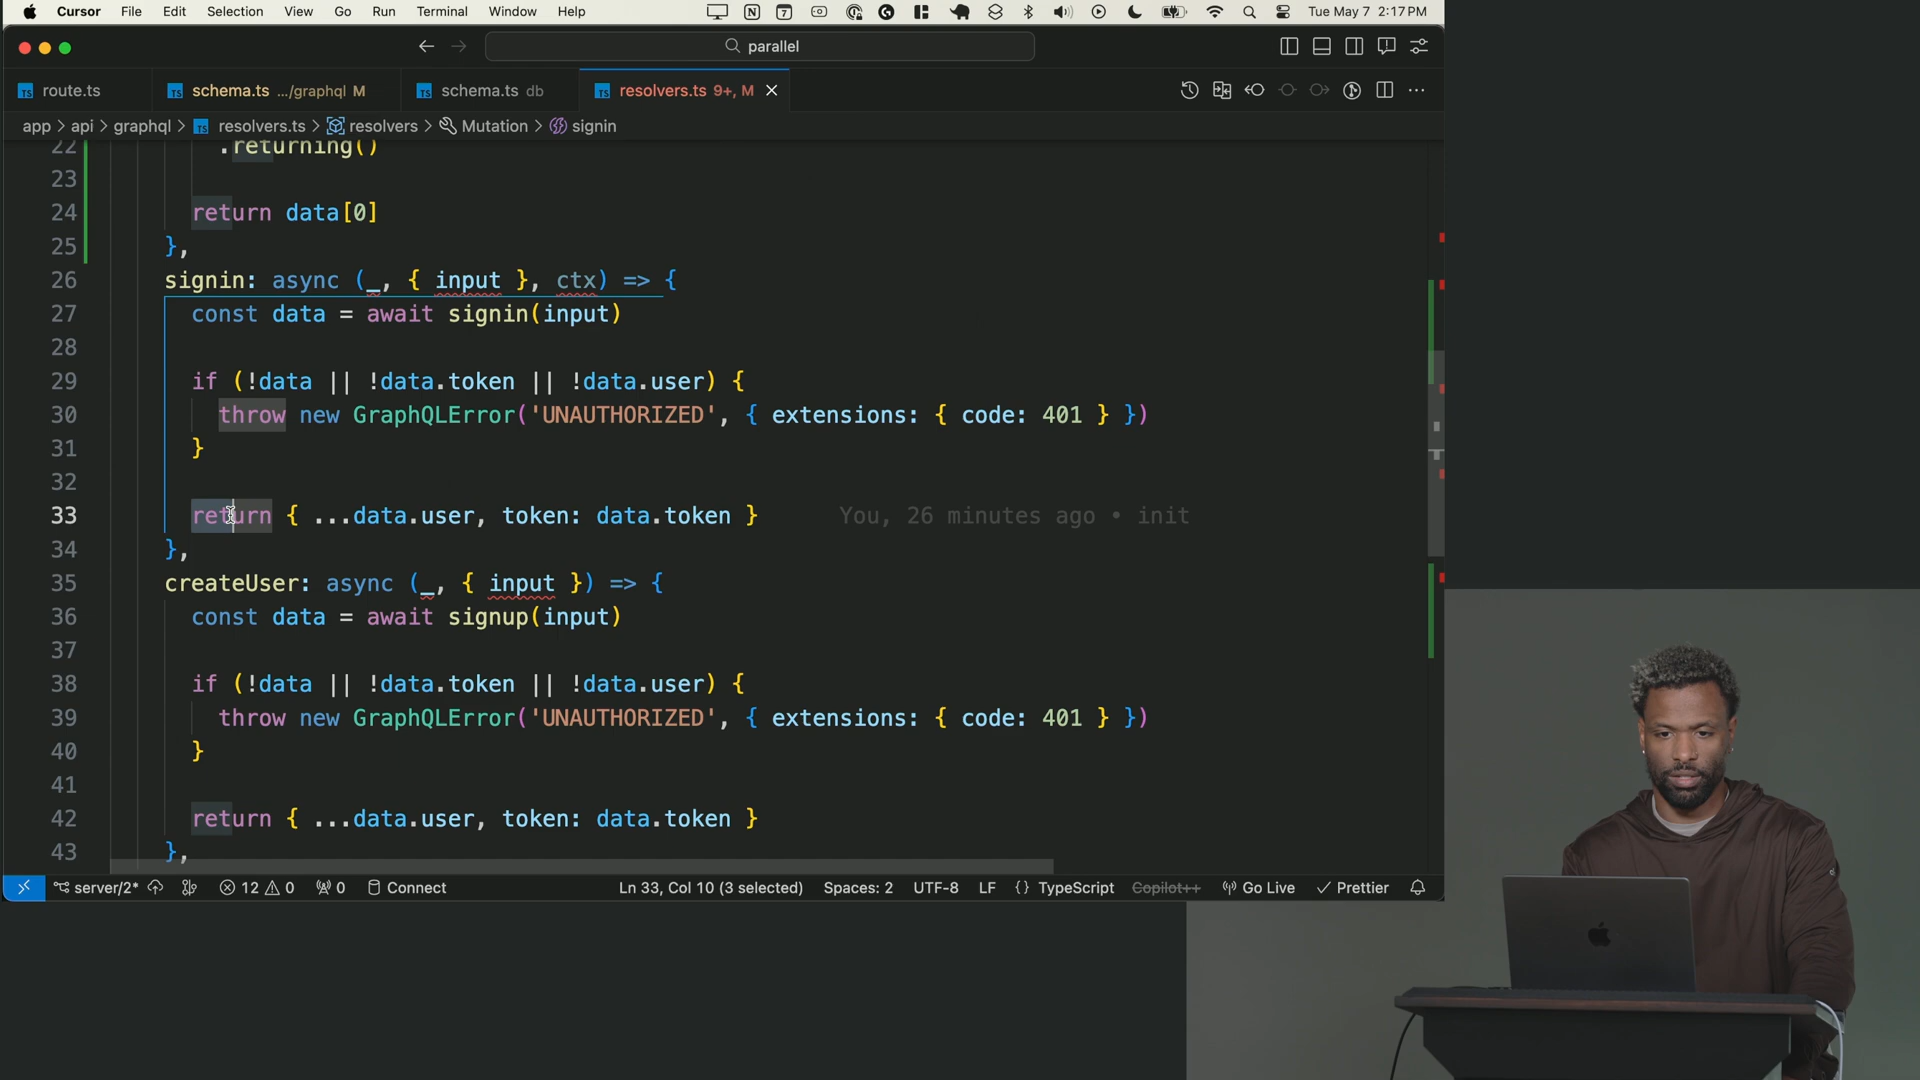 Cursor File Edit Selection View Go Run Terminal Window Help 7 Tue May 7 2:17 PM
parallel
TS route.ts TS schema.ts .../graphql M TS schema.ts db TS resolvers.ts 9+, M
app > api > graphql > TS resolvers.ts > resolvers > Mutation > signin
22 .returning()
23
24 return data[0]
25 },
26 signin: async (_, { input }, ctx) => {
27 const data = await signin(input)
28
29 if (!data || !data.token || !data.user) {
30 throw new GraphQLError('UNAUTHORIZED', { extensions: { code: 401 } })
31 }
32
33 return { ...data.user, token: data.token } You, 26 minutes ago • init
34 },
35 createUser: async (_, { input }) => {
36 const data = await signup(input)
37
38 if (!data || !data.token || !data.user) {
39 throw new GraphQLError('UNAUTHORIZED', { extensions: { code: 401 } })
40 }
41
42 return { ...data.user, token: data.token }
43 },
server/2* 12 0 0 Connect Ln 33, Col 10 (3 selected) Spaces: 2 UTF-8 LF {} TypeScript Copilot++ Go Live Prettier